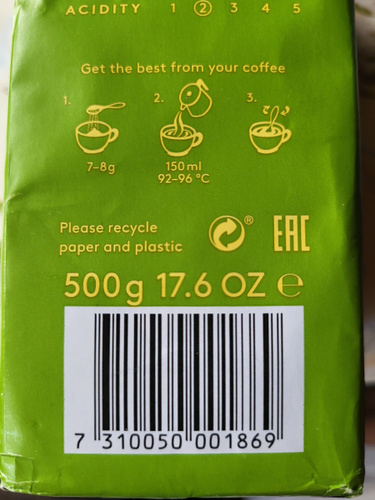 ACIDITY 1 2 3 4 5
Get the best from your coffee
1. 2. 3.
7–8g 150 ml
92–96 °C
Please recycle
paper and plastic
® EAC
500g 17.6 OZ ℮
7 310050 001869